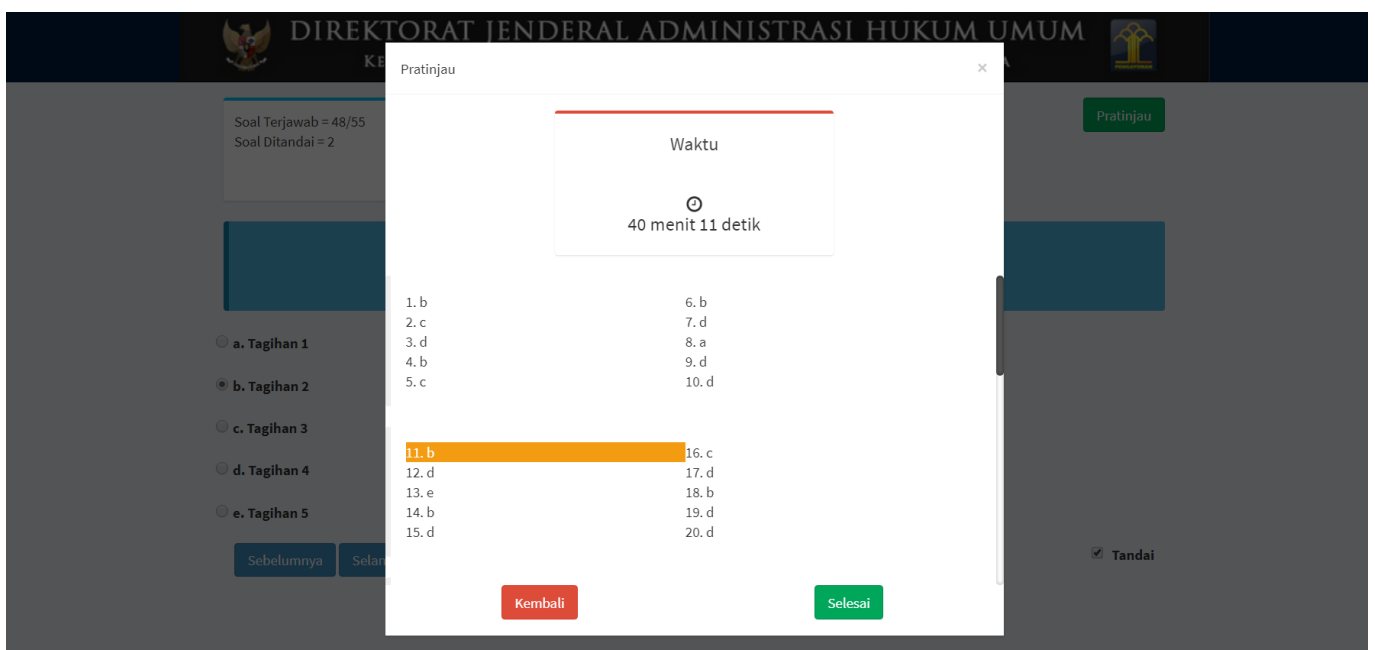 DIREKTORAT JENDERAL ADMINISTRASI HUKUM UMUM
KE
A
Pratinjau
×
Soal Terjawab = 48/55
Soal Ditandai = 2
Pratinjau
Waktu
40 menit 11 detik
1. b
2. c
3. d
4. b
5. c
6. b
7. d
8. a
9. d
10. d
11. b
12. d
13. e
14. b
15. d
16. c
17. d
18. b
19. d
20. d
a. Tagihan 1
b. Tagihan 2
c. Tagihan 3
d. Tagihan 4
e. Tagihan 5
Sebelumnya
Selan
Tandai
Kembali
Selesai